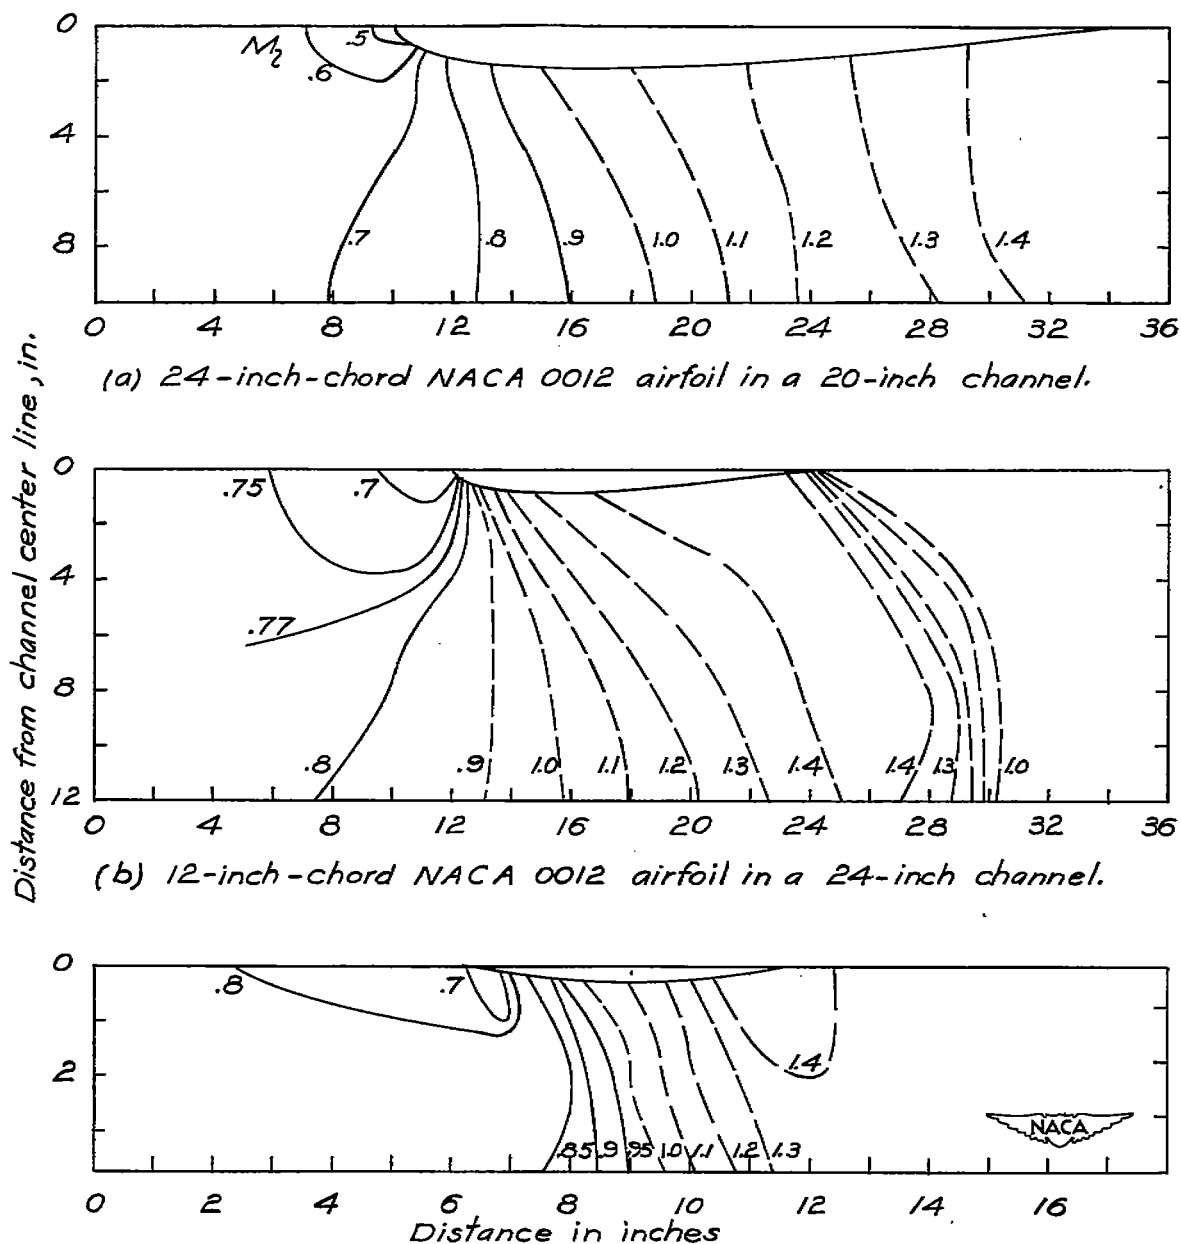 0
M₂ .5
.6
4
8
.7 .8 .9 1.0 1.1 1.2 1.3 1.4
0 4 8 12 16 20 24 28 32 36
(a) 24-inch-chord NACA 0012 airfoil in a 20-inch channel.
Distance from channel center line, in.
0
.75 .7
4
.77
8
.8 .9 1.0 1.1 1.2 1.3 1.4 1.4 1.3 1.0
12
0 4 8 12 16 20 24 28 32 36
(b) 12-inch-chord NACA 0012 airfoil in a 24-inch channel.
0
.8 .7
1.4
2
NACA
.85 .9 .95 1.0 1.1 1.2 1.3
0 2 4 6 8 10 12 14 16
Distance in inches